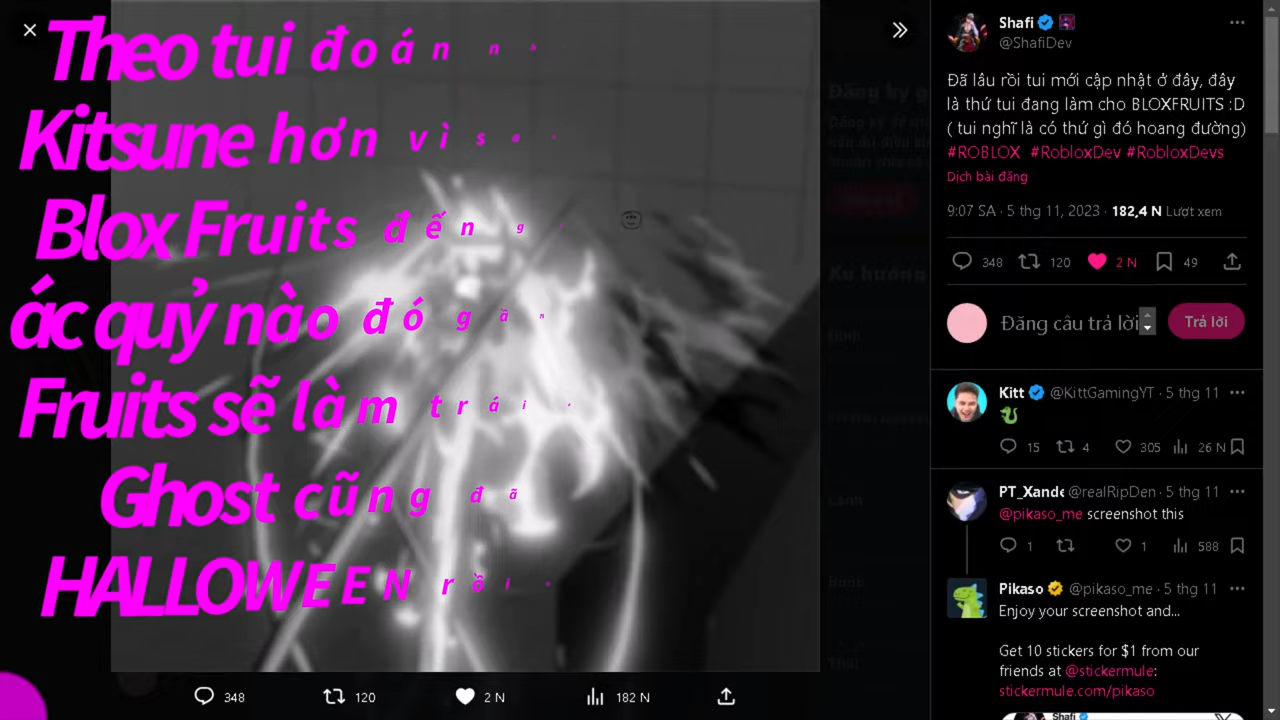 Theo tui đoán
Kitsune hơn vì
Blox Fruits đến
ác quỷ nào đó gần
Fruits sẽ làm trái
Ghost cũng đã
HALLOWEEN rồi
348
120
2 N
182 N
Shafi
@ShafiDev
Đã lâu rồi tui mới cập nhật ở đây, đây
là thứ tui đang làm cho BLOXFRUITS :D
( tui nghĩ là có thứ gì đó hoang đường)
#ROBLOX #RobloxDev #RobloxDevs
Dịch bài đăng
9:07 SA · 5 thg 11, 2023 · 182,4 N Lượt xem
348 120 2 N 49
Đăng câu trả lời
Trả lời
Kitt @KittGamingYT · 5 thg 11
15 4 305 26 N
PT_Xande @realRipDen · 5 thg 11
@pikaso_me screenshot this
1 1 588
Pikaso @pikaso_me · 5 thg 11
Enjoy your screenshot and...
Get 10 stickers for $1 from our
friends at @stickermule:
stickermule.com/pikaso
Shafi